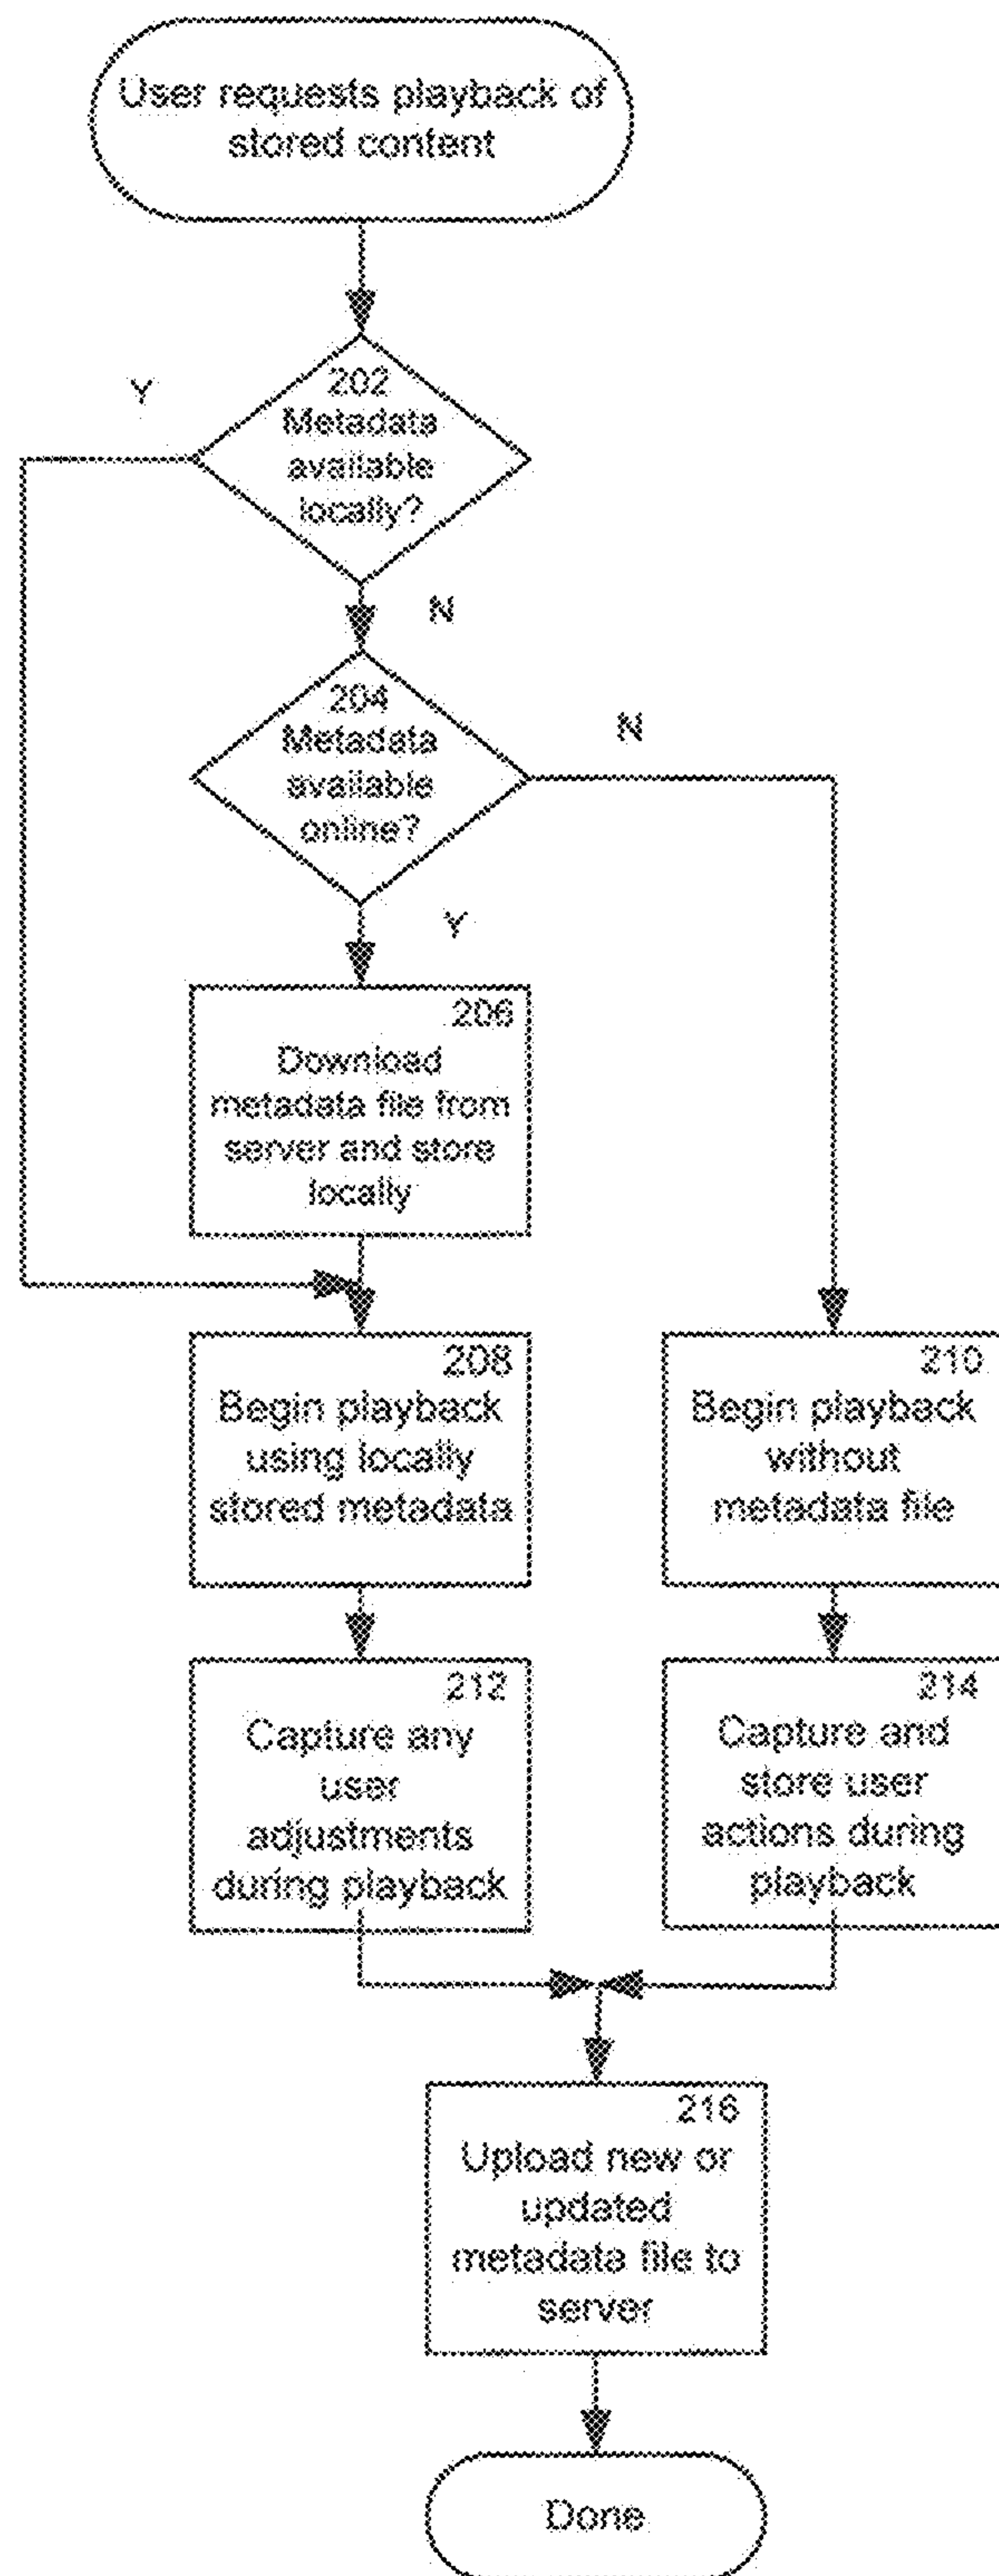 User requests playback of
stored content
Y
202
Metadata
available
locally?
N
204
Metadata
available
online?
N
Y
206
Download
metadata file from
server and store
locally
208
Begin playback
using locally
stored metadata
210
Begin playback
without
metadata file
212
Capture any
user
adjustments
during playback
214
Capture and
store user
actions during
playback
216
Upload new or
updated
metadata file to
server
Done